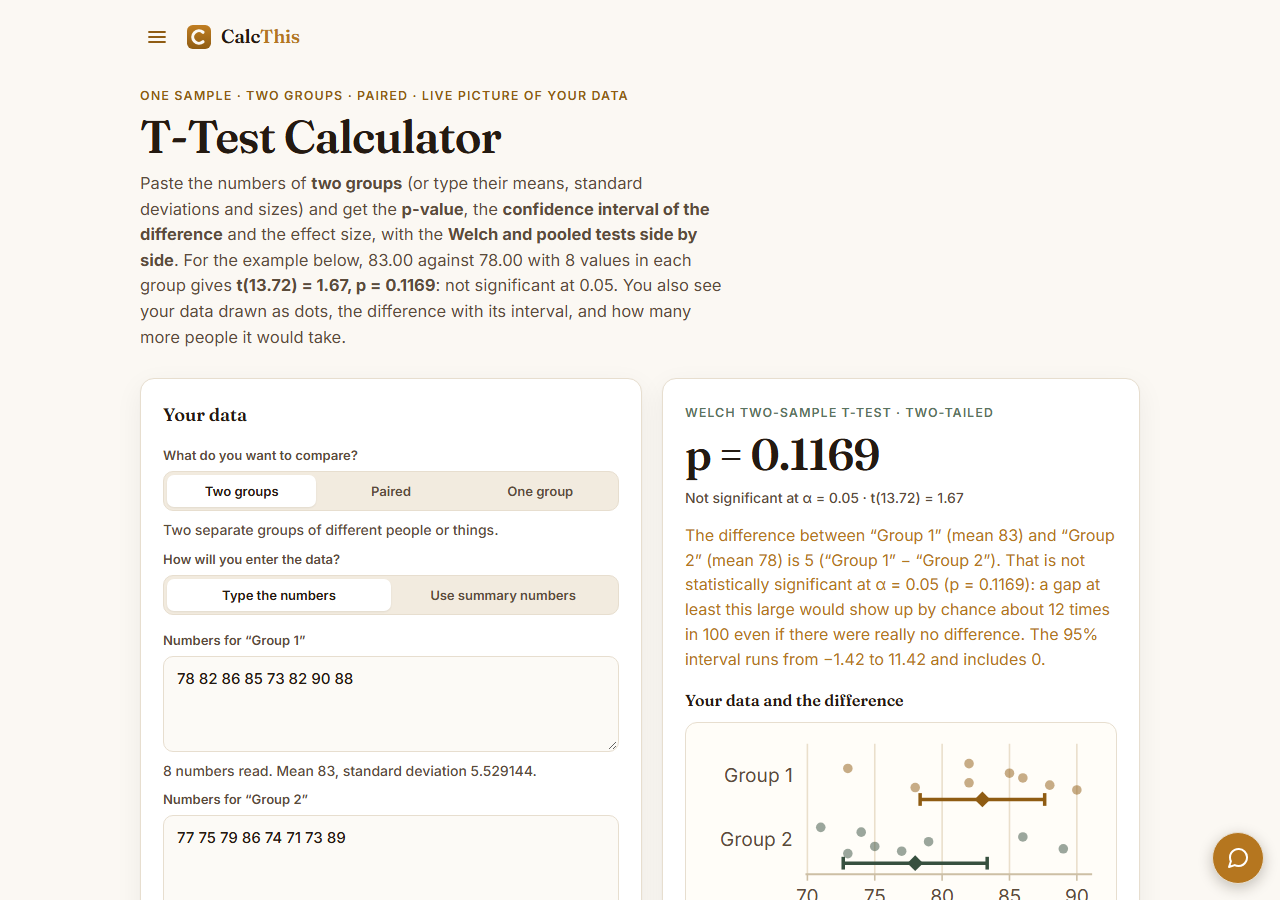 CalcThis
ONE SAMPLE · TWO GROUPS · PAIRED · LIVE PICTURE OF YOUR DATA
T-Test Calculator
Paste the numbers of two groups (or type their means, standard
deviations and sizes) and get the p-value, the confidence interval of the
difference and the effect size, with the Welch and pooled tests side by
side. For the example below, 83.00 against 78.00 with 8 values in each
group gives t(13.72) = 1.67, p = 0.1169: not significant at 0.05. You also see
your data drawn as dots, the difference with its interval, and how many
more people it would take.
Your data
What do you want to compare?
Two groups Paired One group
Two separate groups of different people or things.
How will you enter the data?
Type the numbers Use summary numbers
Numbers for “Group 1”
78 82 86 85 73 82 90 88
8 numbers read. Mean 83, standard deviation 5.529144.
Numbers for “Group 2”
77 75 79 86 74 71 73 89
WELCH TWO-SAMPLE T-TEST · TWO-TAILED
p = 0.1169
Not significant at α = 0.05 · t(13.72) = 1.67
The difference between “Group 1” (mean 83) and “Group
2” (mean 78) is 5 (“Group 1” − “Group 2”). That is not
statistically significant at α = 0.05 (p = 0.1169): a gap at
least this large would show up by chance about 12 times
in 100 even if there were really no difference. The 95%
interval runs from −1.42 to 11.42 and includes 0.
Your data and the difference
Group 1
Group 2
70 75 80 85 90